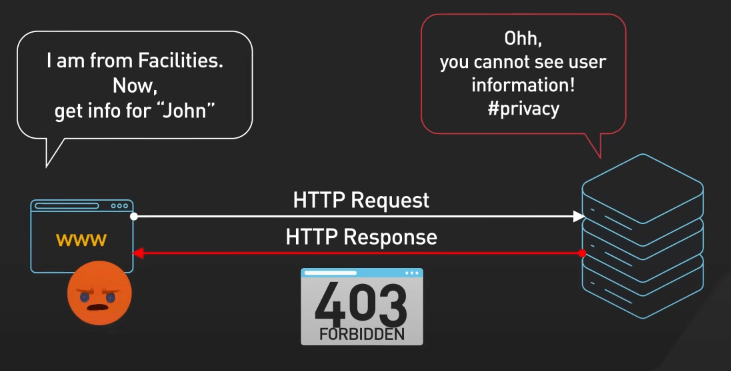 I am from Facilities.
Now,
get info for “John”
Ohh,
you cannot see user
information!
#privacy
HTTP Request
HTTP Response
www
403
FORBIDDEN